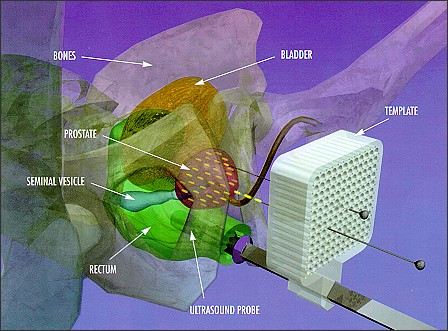 BONES
BLADDER
TEMPLATE
PROSTATE
SEMINAL VESICLE
RECTUM
ULTRASOUND PROBE